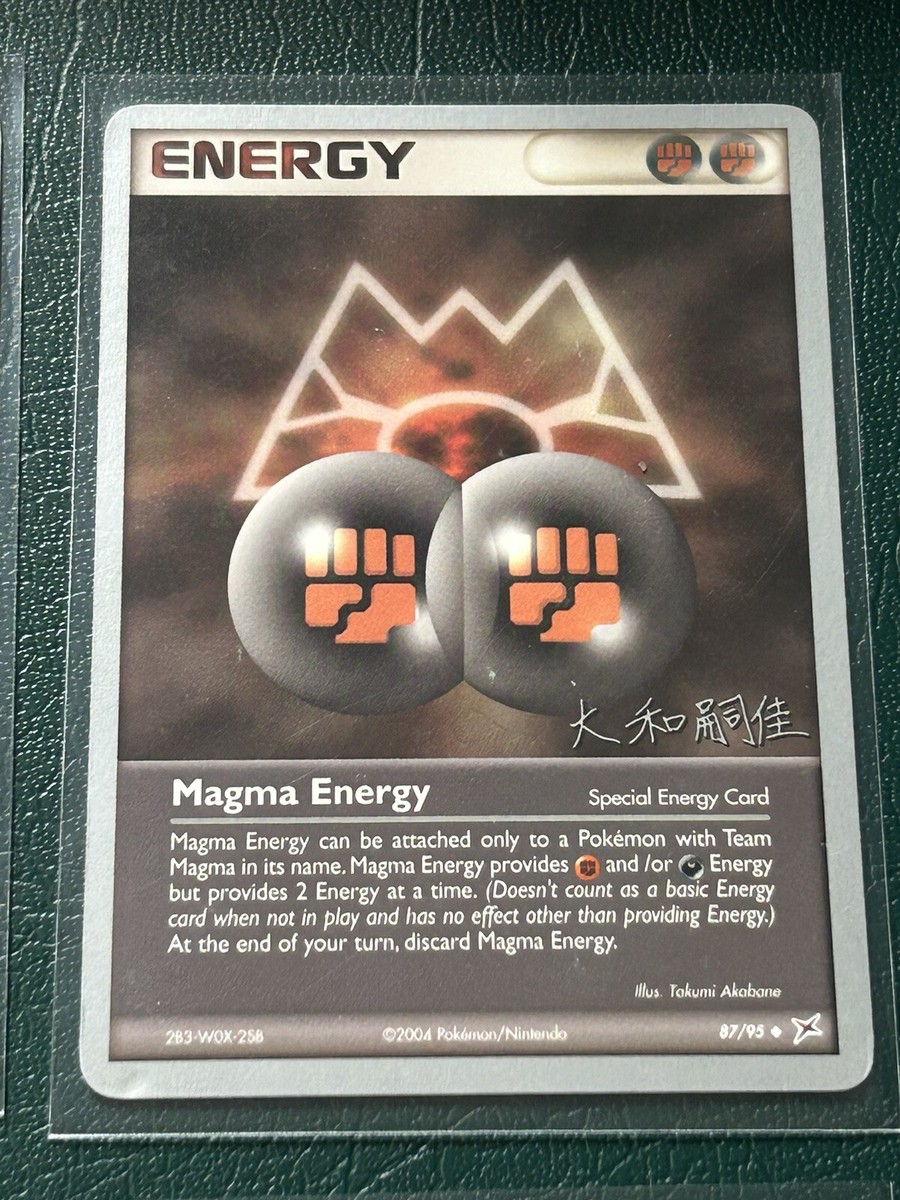 ENERGY
大和嗣佳
Magma Energy
Special Energy Card
Magma Energy can be attached only to a Pokémon with Team
Magma in its name. Magma Energy provides and /or Energy
but provides 2 Energy at a time. (Doesn't count as a basic Energy
card when not in play and has no effect other than providing Energy.)
At the end of your turn, discard Magma Energy.
Illus. Takumi Akabane
2B3-W0X-25B ©2004 Pokémon/Nintendo 87/95